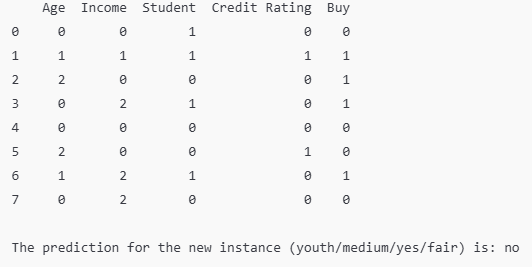 Age Income Student Credit Rating Buy
0 0 0 1 0 0
1 1 1 1 1 1
2 2 0 0 0 1
3 0 2 1 0 1
4 0 0 0 0 0
5 2 0 0 1 0
6 1 2 1 0 1
7 0 2 0 0 0
The prediction for the new instance (youth/medium/yes/fair) is: no